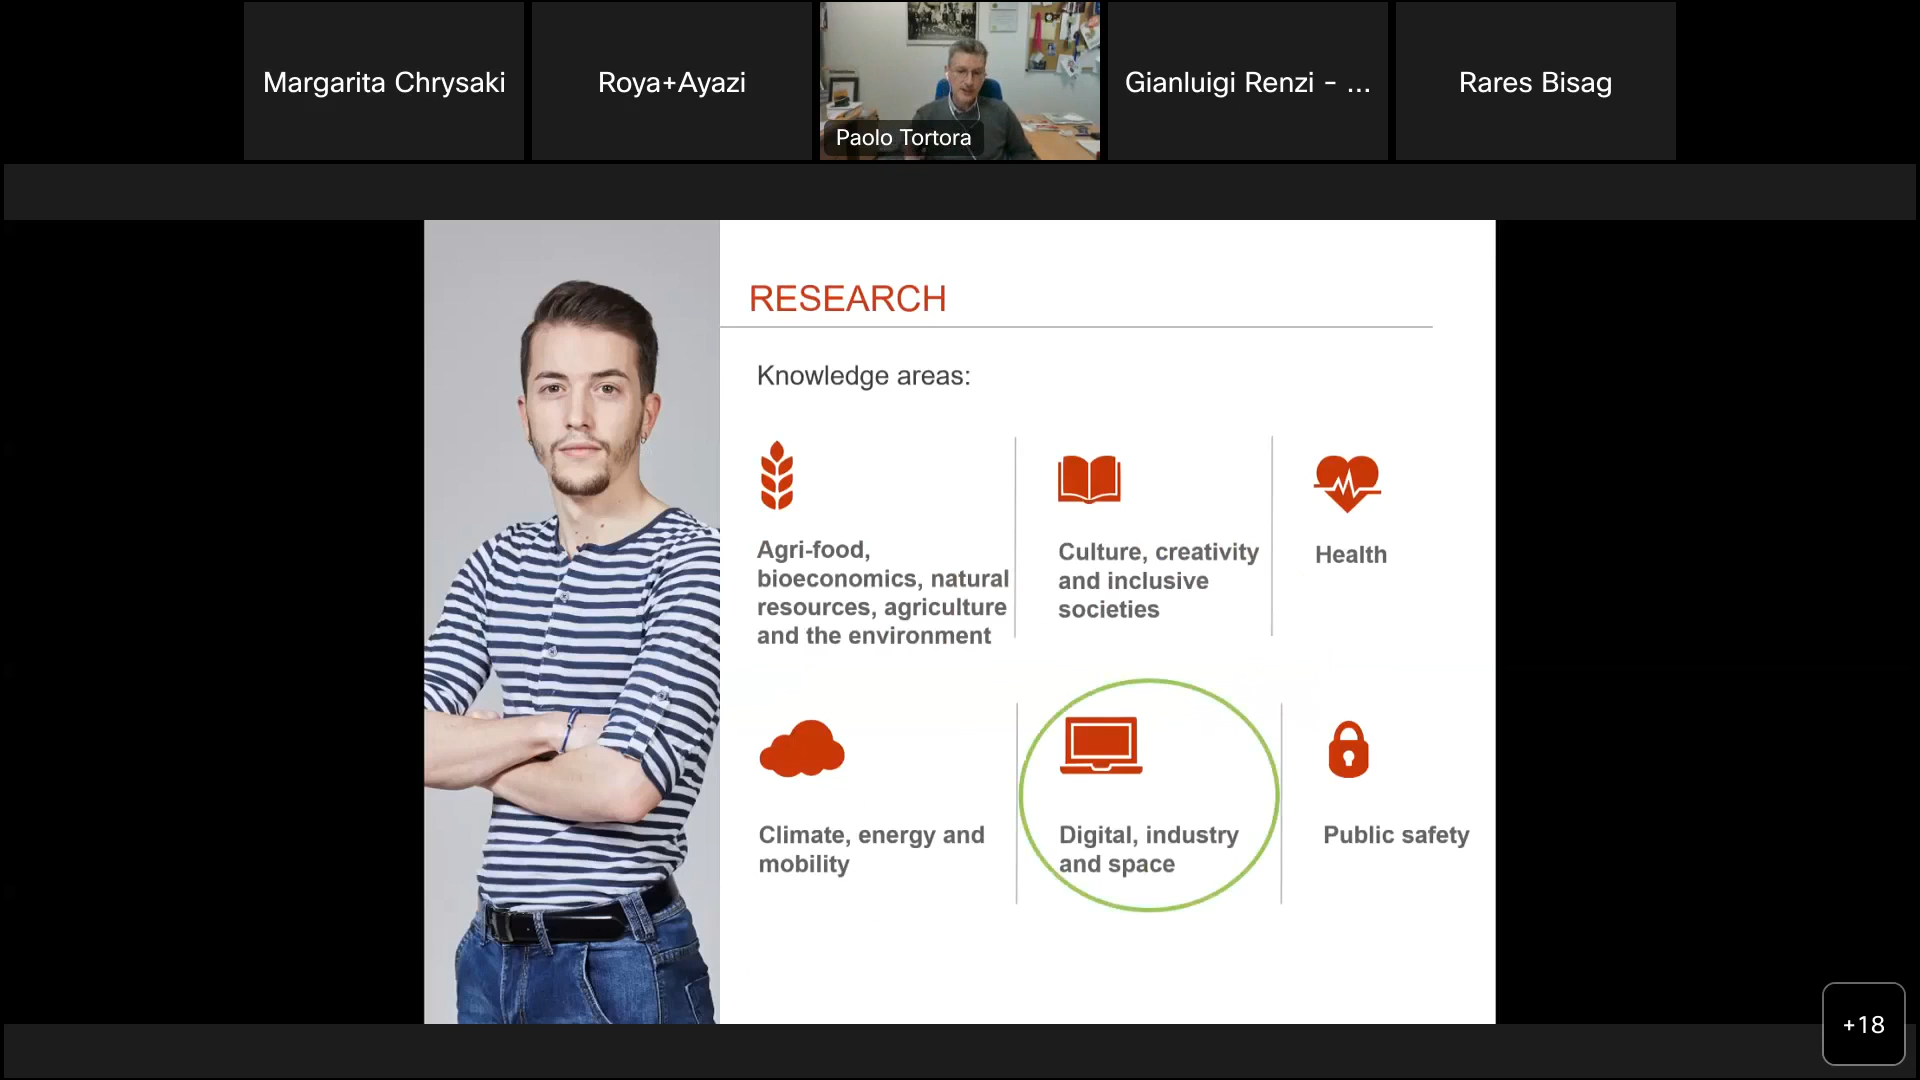 Margarita Chrysaki
Roya+Ayazi
Paolo Tortora
Gianluigi Renzi - ...
Rares Bisag
RESEARCH
Knowledge areas:
Agri-food,
bioeconomics, natural
resources, agriculture
and the environment
Culture, creativity
and inclusive
societies
Health
Climate, energy and
mobility
Digital, industry
and space
Public safety
+18